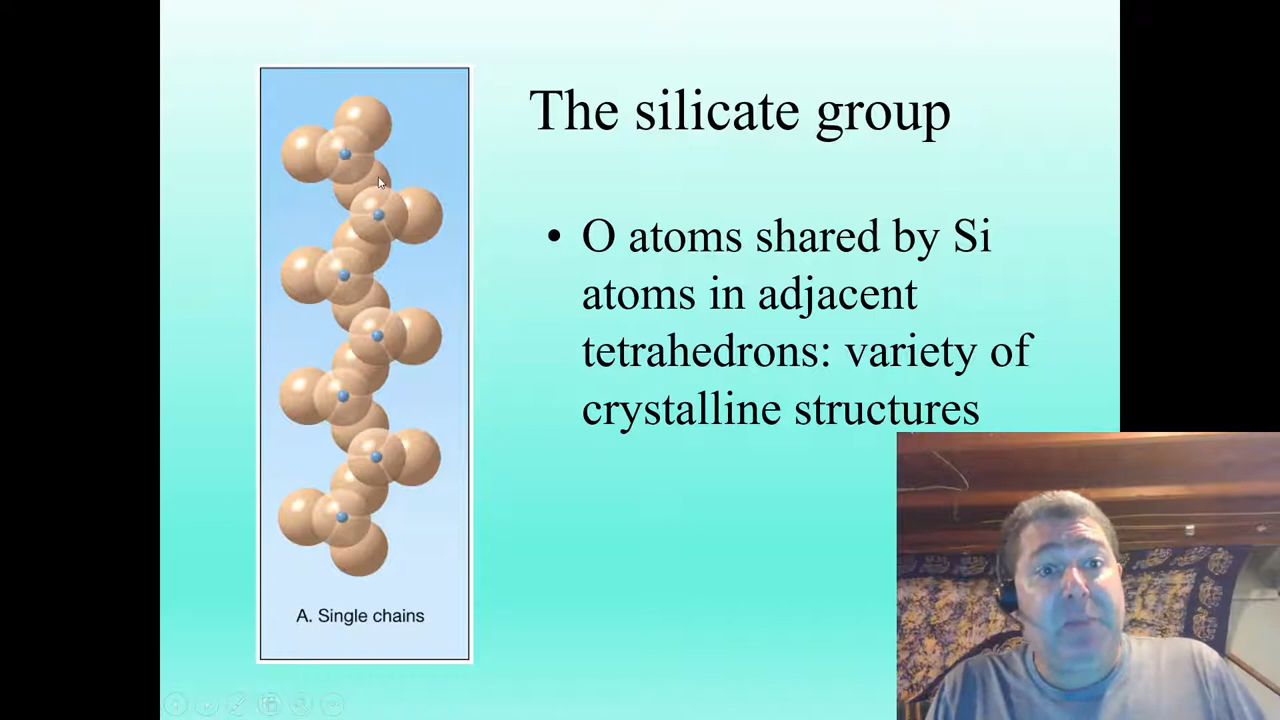 The silicate group
• O atoms shared by Si
atoms in adjacent
tetrahedrons: variety of
crystalline structures
A. Single chains